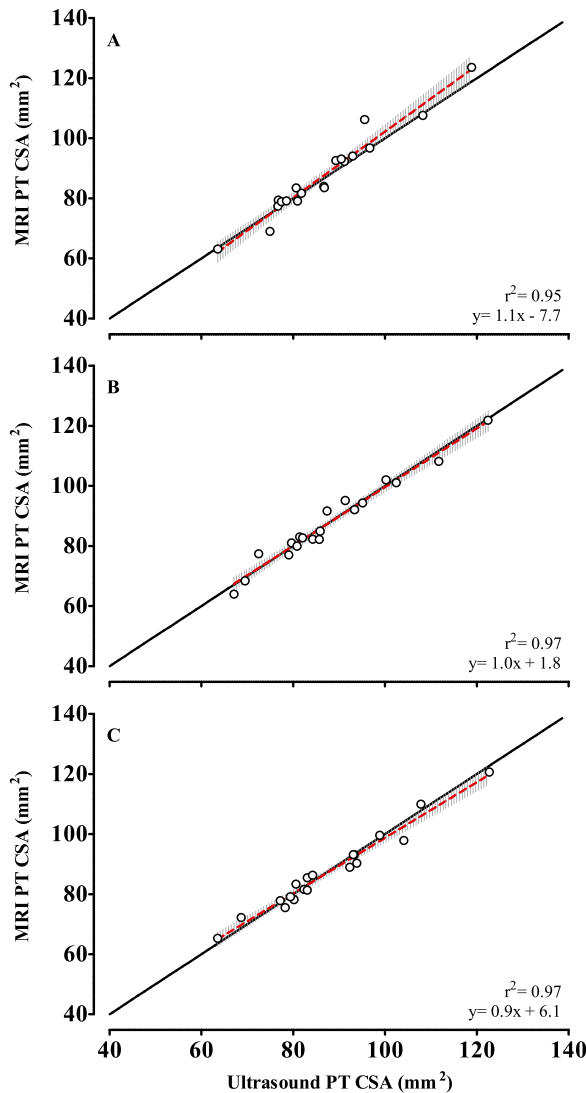 A
MRI PT CSA (mm²)
140
120
100
80
60
40
r²= 0.95
y= 1.1x - 7.7
B
MRI PT CSA (mm²)
140
120
100
80
60
40
r²= 0.97
y= 1.0x + 1.8
C
MRI PT CSA (mm²)
140
120
100
80
60
40
r²= 0.97
y= 0.9x + 6.1
40 60 80 100 120 140
Ultrasound PT CSA (mm²)